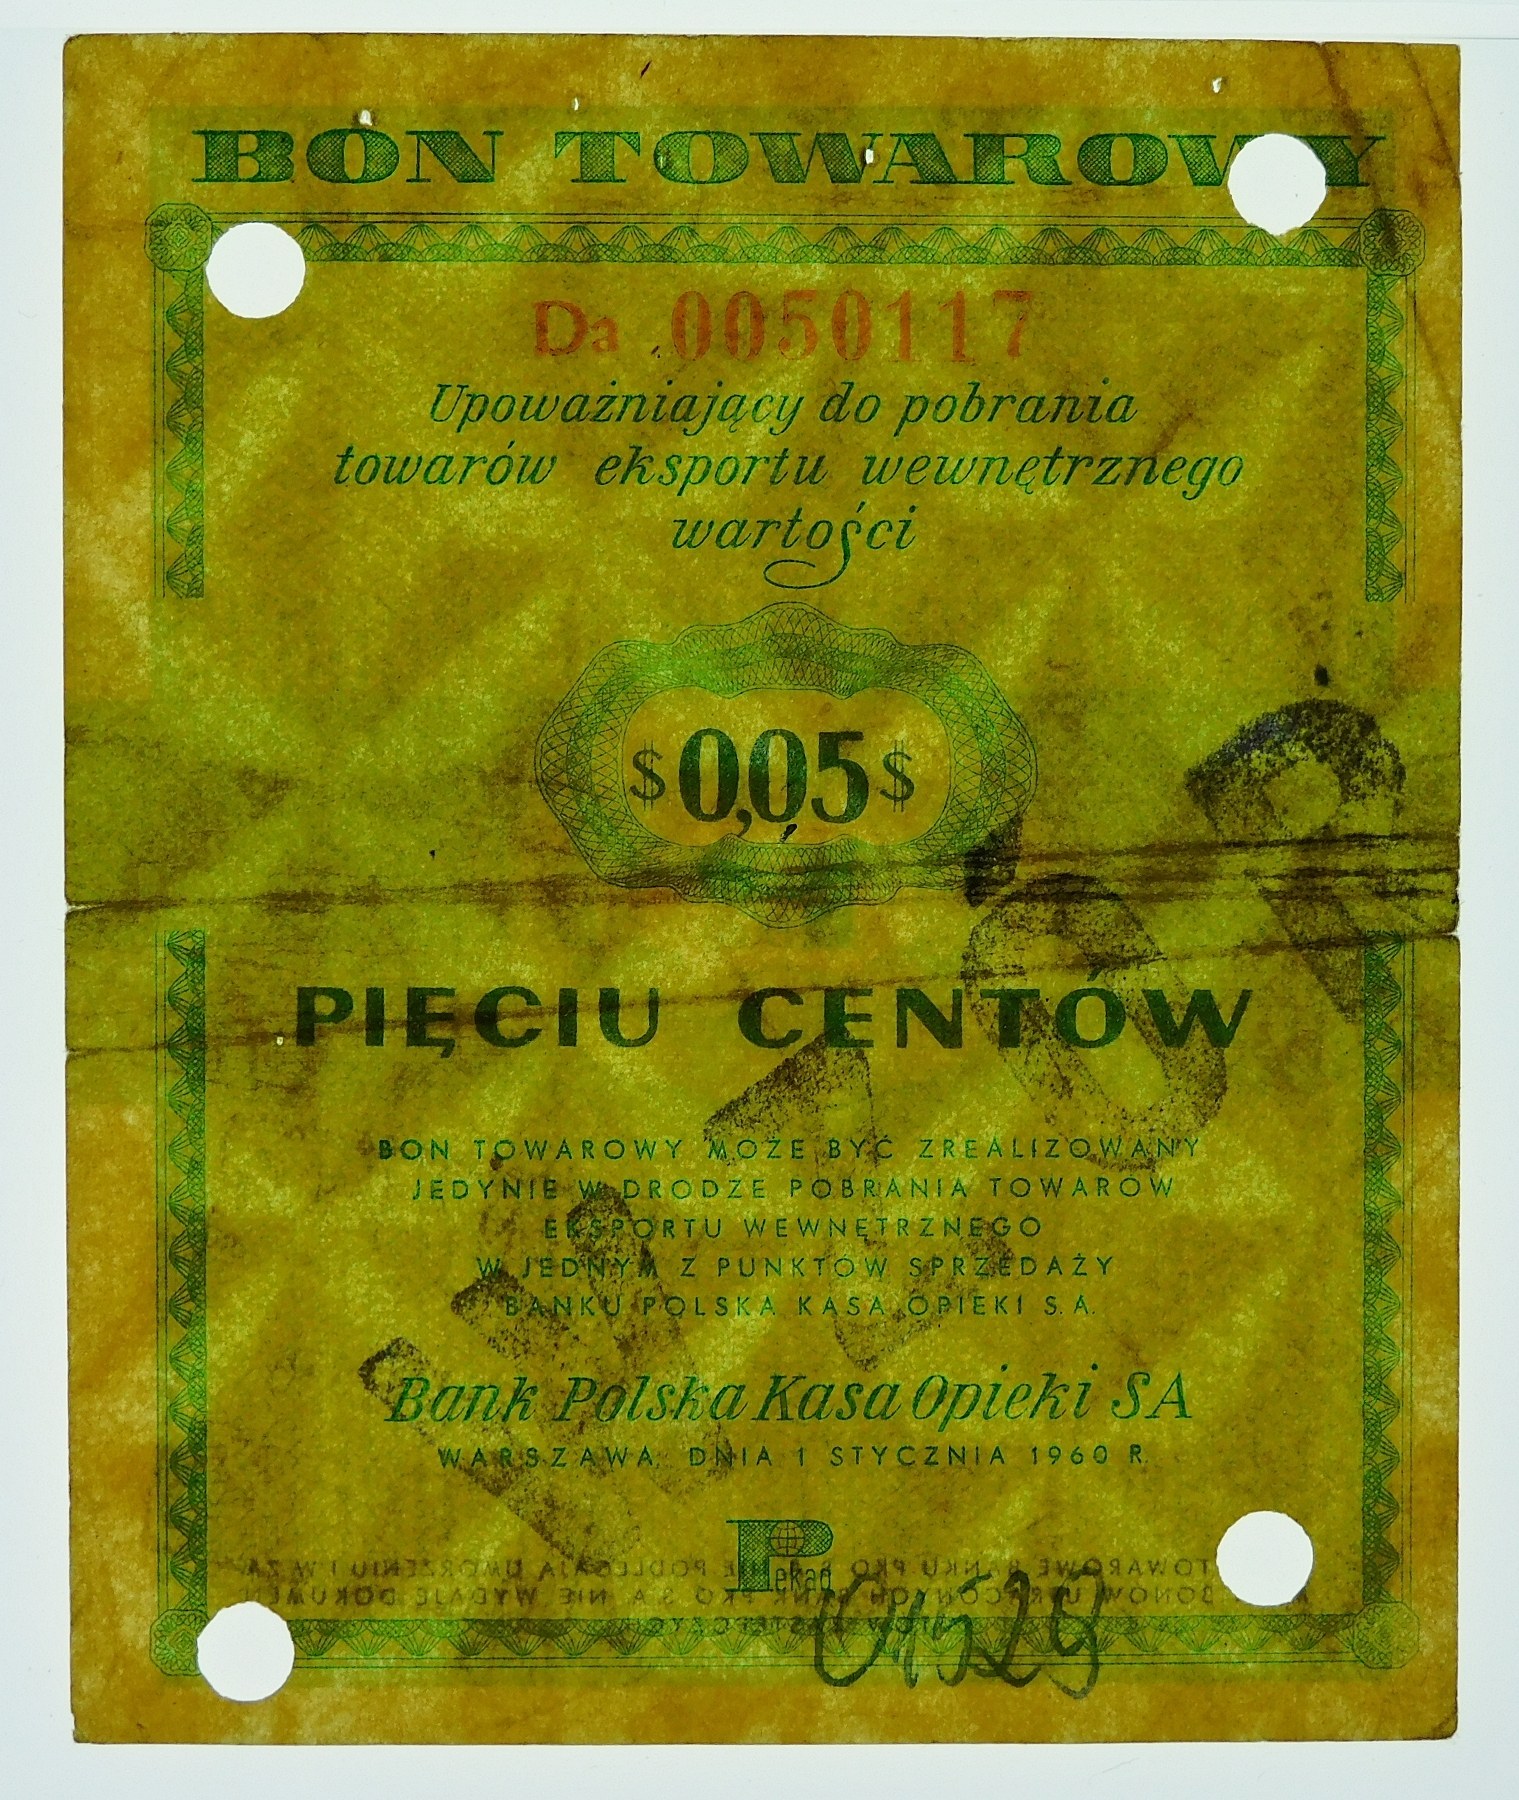 BON TOWAROWY
Da 0050117
Upoważniający do pobrania
towarów eksportu wewnętrznego
wartości
$ 0,05 $
PIĘCIU CENTÓW
BON TOWAROWY MOŻE BYĆ ZREALIZOWANY
JEDYNIE W DRODZE POBRANIA TOWARÓW
EKSPORTU WEWNĘTRZNEGO
W JEDNYM Z PUNKTÓW SPRZEDAŻY
BANKU POLSKA KASA OPIEKI S.A.
Bank Polska Kasa Opieki SA
WARSZAWA, DNIA 1 STYCZNIA 1960 R.
Pekao